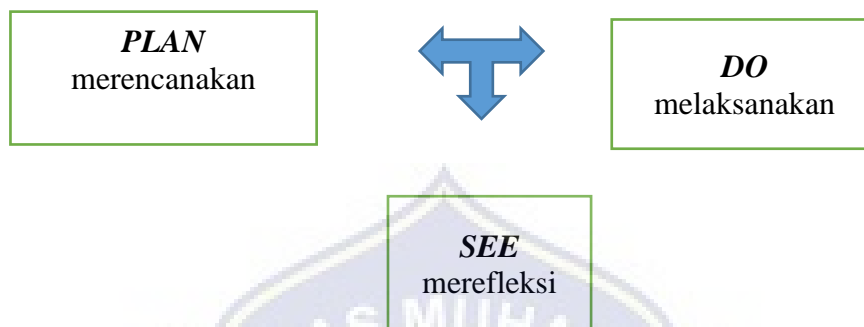 PLAN
merencanakan
DO
melaksanakan
SEE
merefleksi